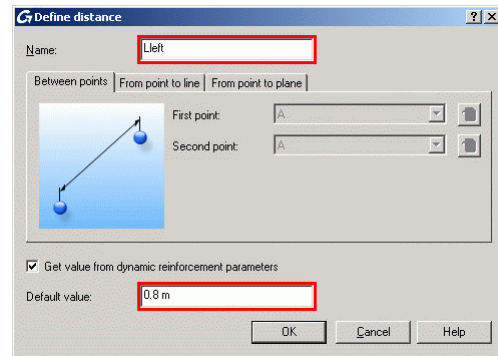 Define distance
Name: Lleft
Between points From point to line From point to plane
First point: A
Second point: A
Get value from dynamic reinforcement parameters
Default value: 0.8 m
OK Cancel Help